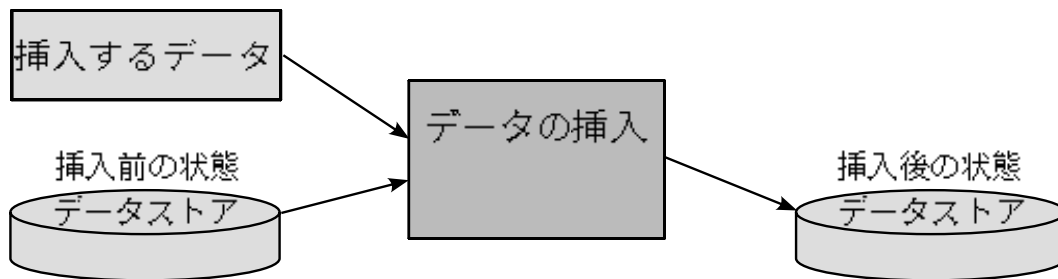 挿入するデータ
データの挿入
挿入前の状態
データストア
挿入後の状態
データストア